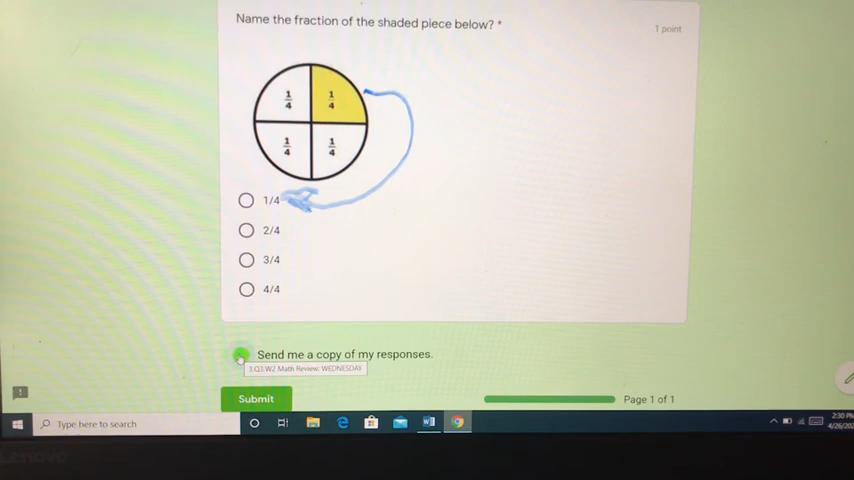 Name the fraction of the shaded piece below? *
1 point
1/4 1/4
1/4 1/4
1/4
2/4
3/4
4/4
Send me a copy of my responses.
3.Q3.W2 Math Review: WEDNESDAY
Submit
Page 1 of 1
Type here to search
2:30 PM
Lenovo